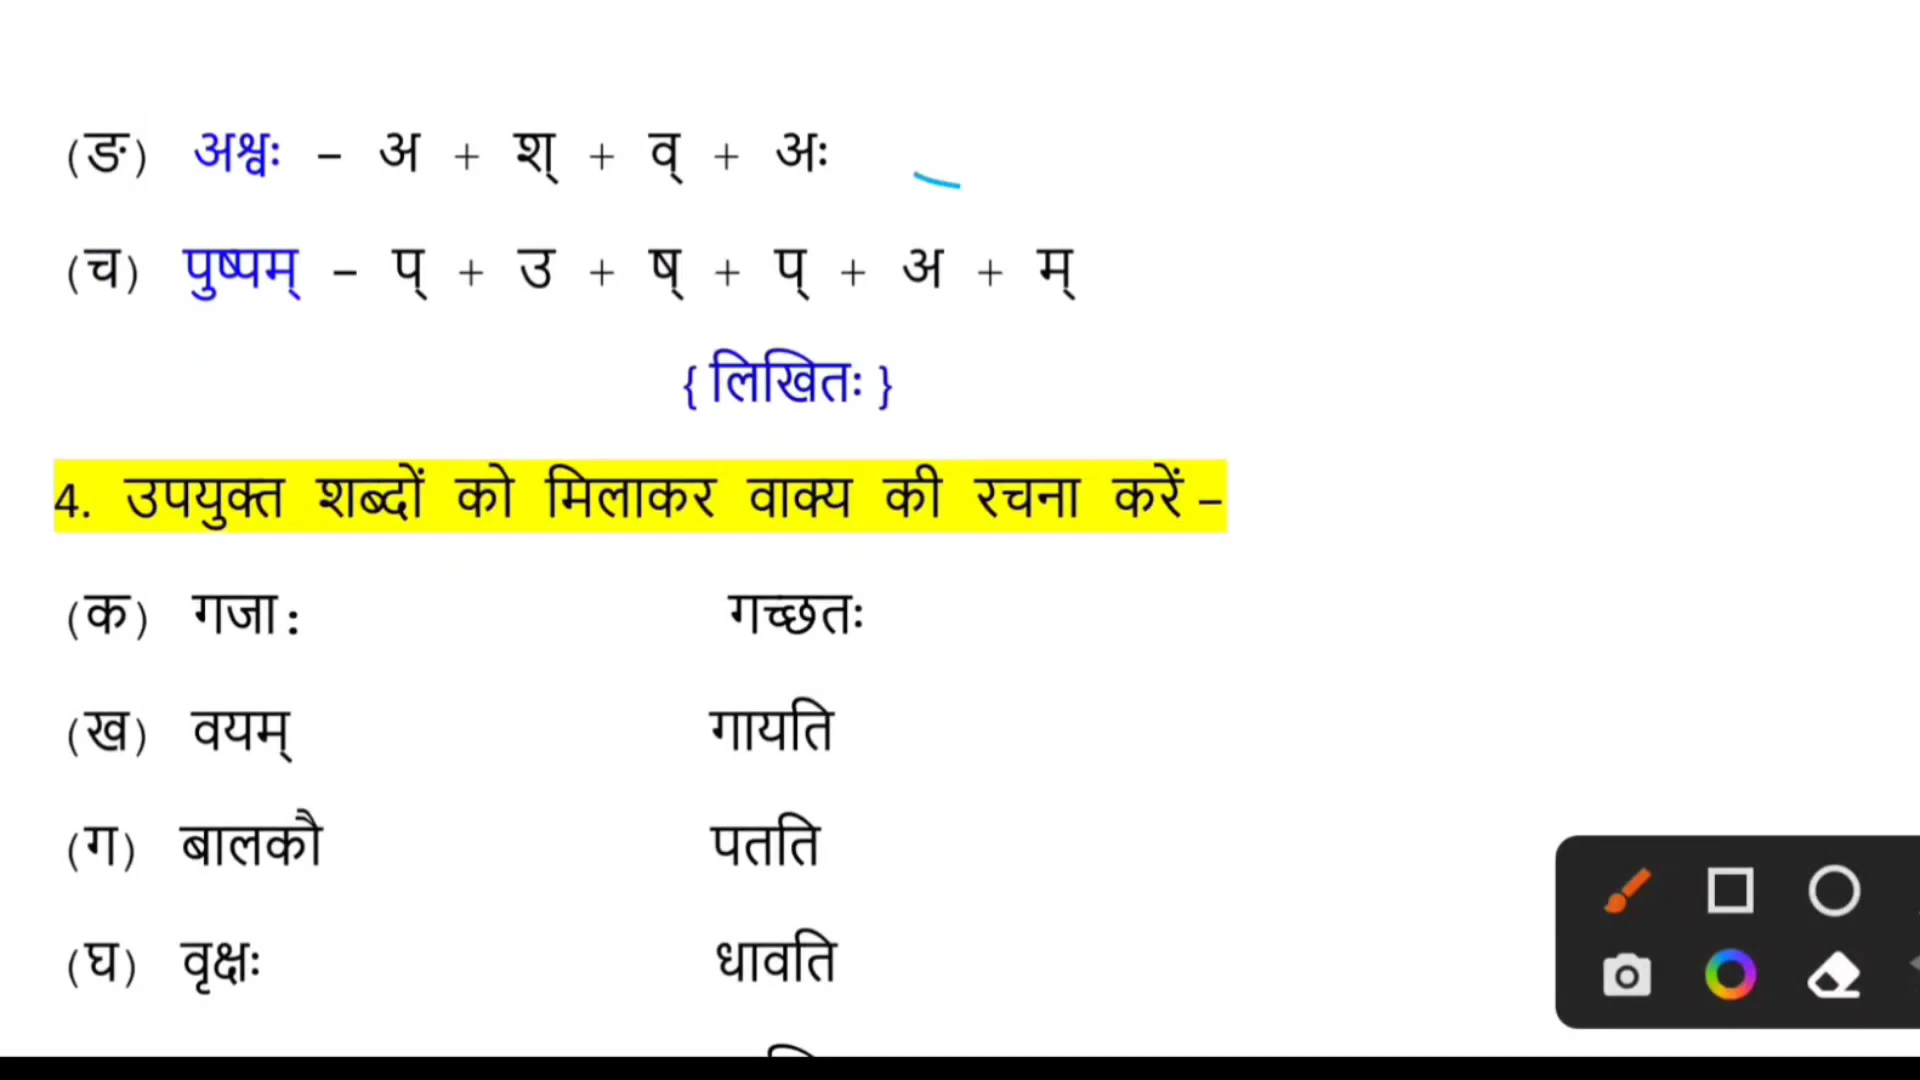 (ङ) अश्वः – अ + श् + व् + अः
(च) पुष्पम् – प् + उ + ष् + प् + अ + म्
{ लिखितः }
4. उपयुक्त शब्दों को मिलाकर वाक्य की रचना करें –
(क) गजा: गच्छतः
(ख) वयम् गायति
(ग) बालकौ पतति
(घ) वृक्षः धावति